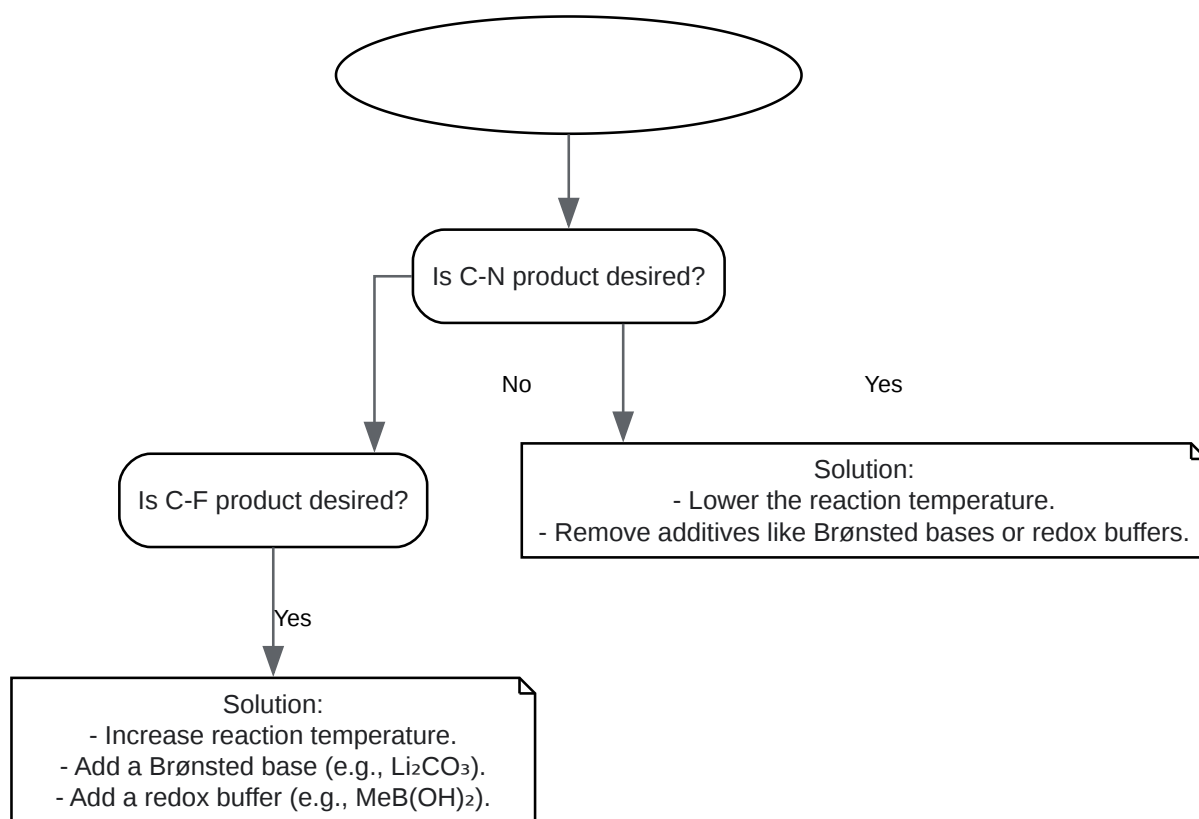 Is C-N product desired?
No
Yes
Is C-F product desired?
Solution:
- Lower the reaction temperature.
- Remove additives like Brønsted bases or redox buffers.
Yes
Solution:
- Increase reaction temperature.
- Add a Brønsted base (e.g., Li₂CO₃).
- Add a redox buffer (e.g., MeB(OH)₂).